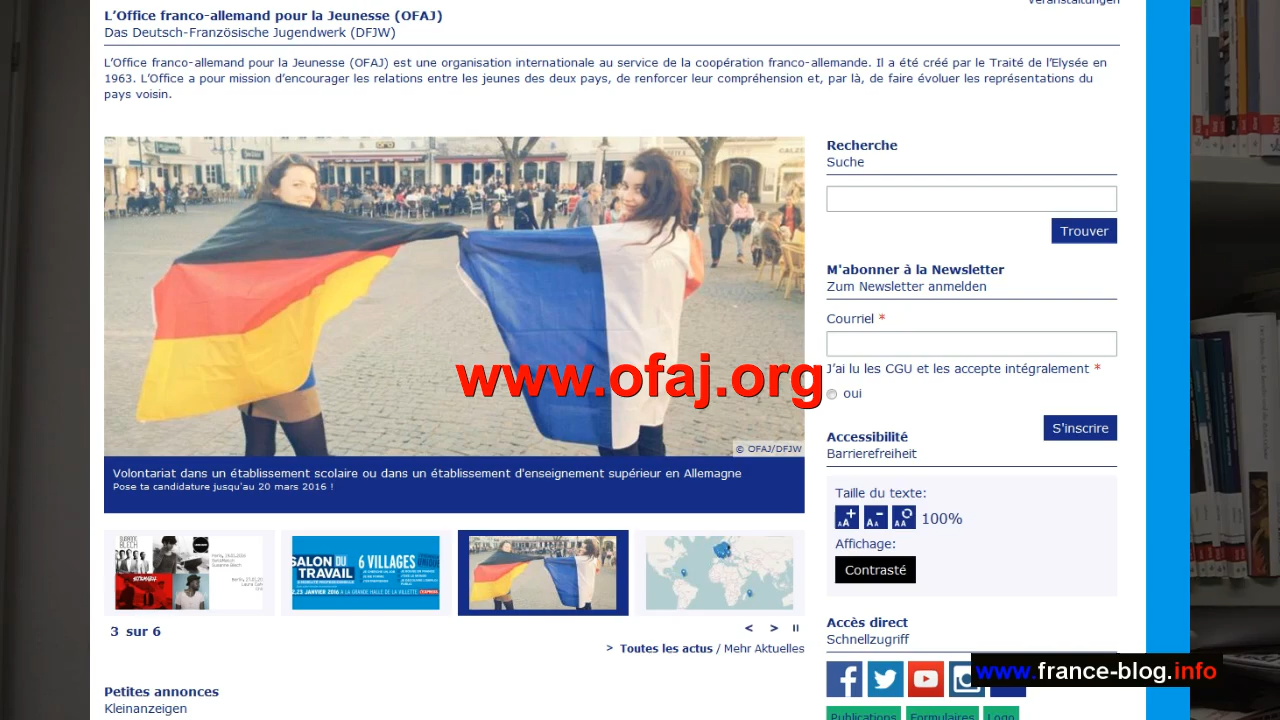 Veranstaltungen
L'Office franco-allemand pour la Jeunesse (OFAJ)
Das Deutsch-Französische Jugendwerk (DFJW)
L'Office franco-allemand pour la Jeunesse (OFAJ) est une organisation internationale au service de la coopération franco-allemande. Il a été créé par le Traité de l'Elysée en
1963. L'Office a pour mission d'encourager les relations entre les jeunes des deux pays, de renforcer leur compréhension et, par là, de faire évoluer les représentations du
pays voisin.
www.ofaj.org
© OFAJ/DFJW
Volontariat dans un établissement scolaire ou dans un établissement d'enseignement supérieur en Allemagne
Pose ta candidature jusqu'au 20 mars 2016 !
SALON DU
TRAVAIL
6 VILLAGES
3 sur 6
< > II
> Toutes les actus / Mehr Aktuelles
Petites annonces
Kleinanzeigen
Recherche
Suche
Trouver
M'abonner à la Newsletter
Zum Newsletter anmelden
Courriel *
J'ai lu les CGU et les accepte intégralement *
oui
S'inscrire
Accessibilité
Barrierefreiheit
Taille du texte:
AA+ AA- AA 100%
Affichage:
Contrasté
Accès direct
Schnellzugriff
www.france-blog.info
Publications Formulaires Logo